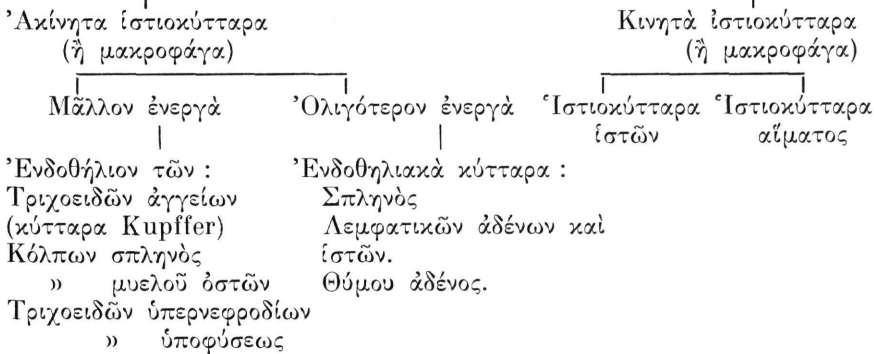 Ἀκίνητα ἱστιοκύτταρα
(ἢ μακροφάγα)
Κινητὰ ἱστιοκύτταρα
(ἢ μακροφάγα)
Μᾶλλον ἐνεργὰ
Ὀλιγότερον ἐνεργὰ
Ἱστιοκύτταρα
ἱστῶν
Ἱστιοκύτταρα
αἵματος
Ἐνδοθήλιον τῶν :
Τριχοειδῶν ἀγγείων
(κύτταρα Kupffer)
Κόλπων σπληνὸς
» μυελοῦ ὀστῶν
Τριχοειδῶν ὑπερνεφροδίων
» ὑποφύσεως
Ἐνδοθηλιακὰ κύτταρα :
Σπληνὸς
Λεμφατικῶν ἀδένων καὶ
ἱστῶν.
Θύμου ἀδένος.